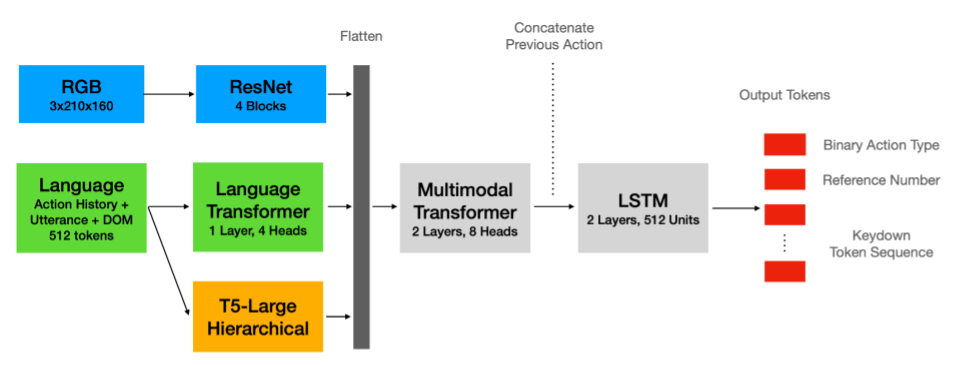 Concatenate
Previous Action
Flatten
RGB
3x210x160
ResNet
4 Blocks
Output Tokens
Binary Action Type
Reference Number
Keydown
Token Sequence
Language
Action History +
Utterance + DOM
512 tokens
Language
Transformer
1 Layer, 4 Heads
Multimodal
Transformer
2 Layers, 8 Heads
LSTM
2 Layers, 512 Units
T5-Large
Hierarchical